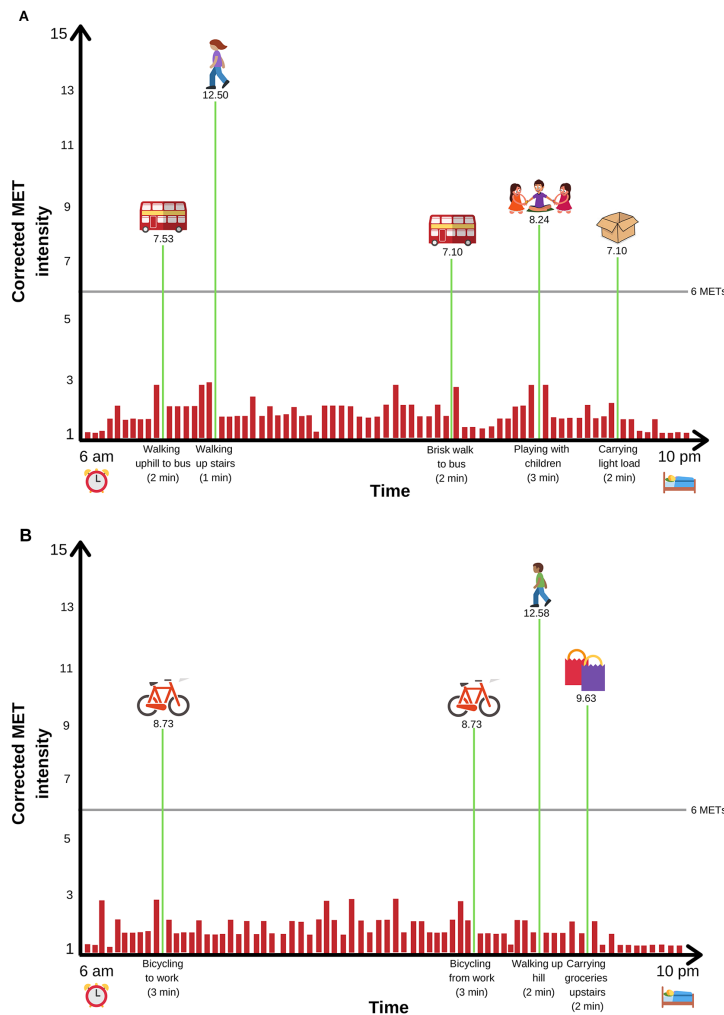 A
15
13
11
9
7
5
3
1
Corrected MET
intensity
12.50
7.53
7.10
8.24
7.10
6 METs
6 am
Walking
uphill to bus
(2 min)
Walking
up stairs
(1 min)
Brisk walk
to bus
(2 min)
Playing with
children
(3 min)
Carrying
light load
(2 min)
10 pm
Time
B
15
13
11
9
7
5
3
1
Corrected MET
intensity
8.73
8.73
12.58
9.63
6 METs
6 am
Bicycling
to work
(3 min)
Bicycling
from work
(3 min)
Walking up
hill
(2 min)
Carrying
groceries
upstairs
(2 min)
10 pm
Time